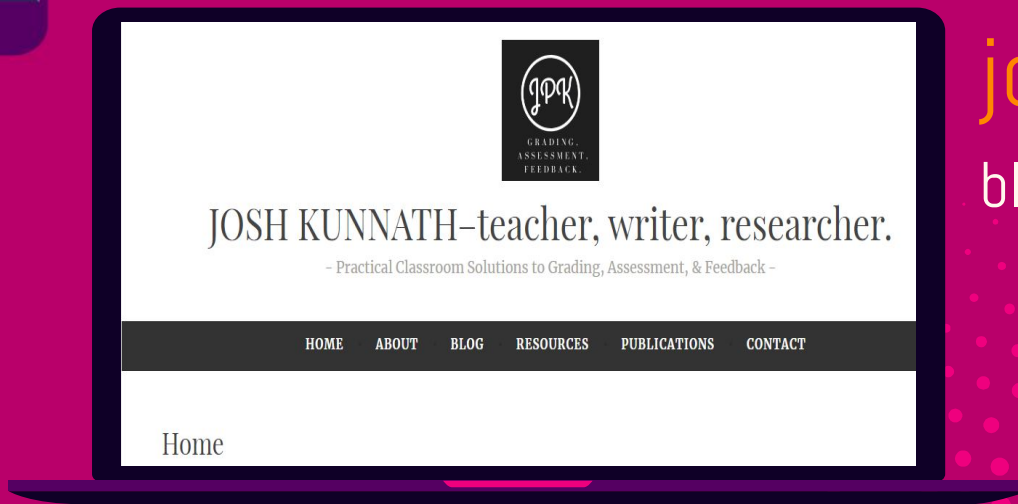 JPK
GRADING.
ASSESSMENT.
FEEDBACK.
JOSH KUNNATH–teacher, writer, researcher.
– Practical Classroom Solutions to Grading, Assessment, & Feedback –
HOME ABOUT BLOG RESOURCES PUBLICATIONS CONTACT
Home